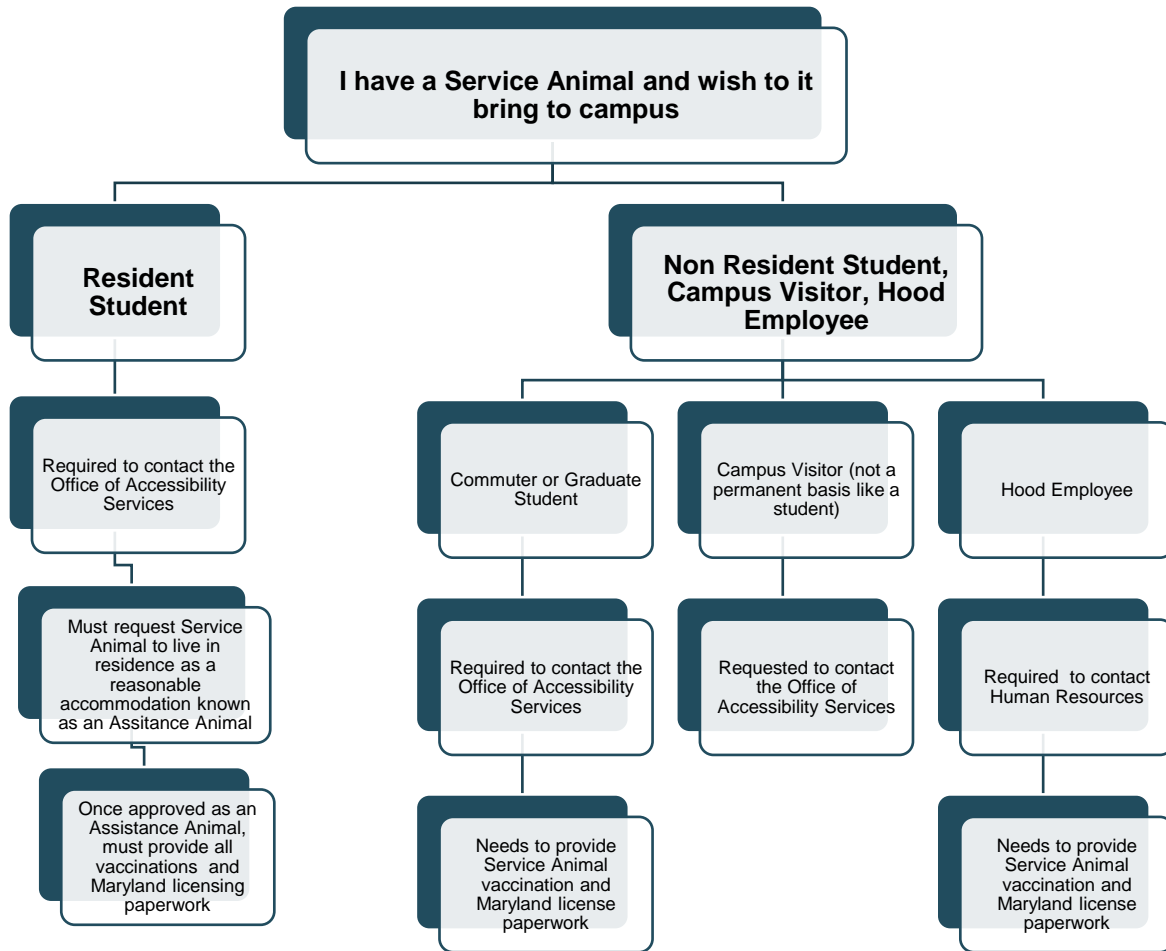 I have a Service Animal and wish to it
bring to campus
Resident
Student
Non Resident Student,
Campus Visitor, Hood
Employee
Required to contact the
Office of Accessibility
Services
Commuter or Graduate
Student
Campus Visitor (not a
permanent basis like a
student)
Hood Employee
Must request Service
Animal to live in
residence as a
reasonable
accommodation known
as an Assitance Animal
Required to contact the
Office of Accessibility
Services
Requested to contact
the Office of
Accessibility Services
Required to contact
Human Resources
Once approved as an
Assistance Animal,
must provide all
vaccinations and
Maryland licensing
paperwork
Needs to provide
Service Animal
vaccination and
Maryland license
paperwork
Needs to provide
Service Animal
vaccination and
Maryland license
paperwork